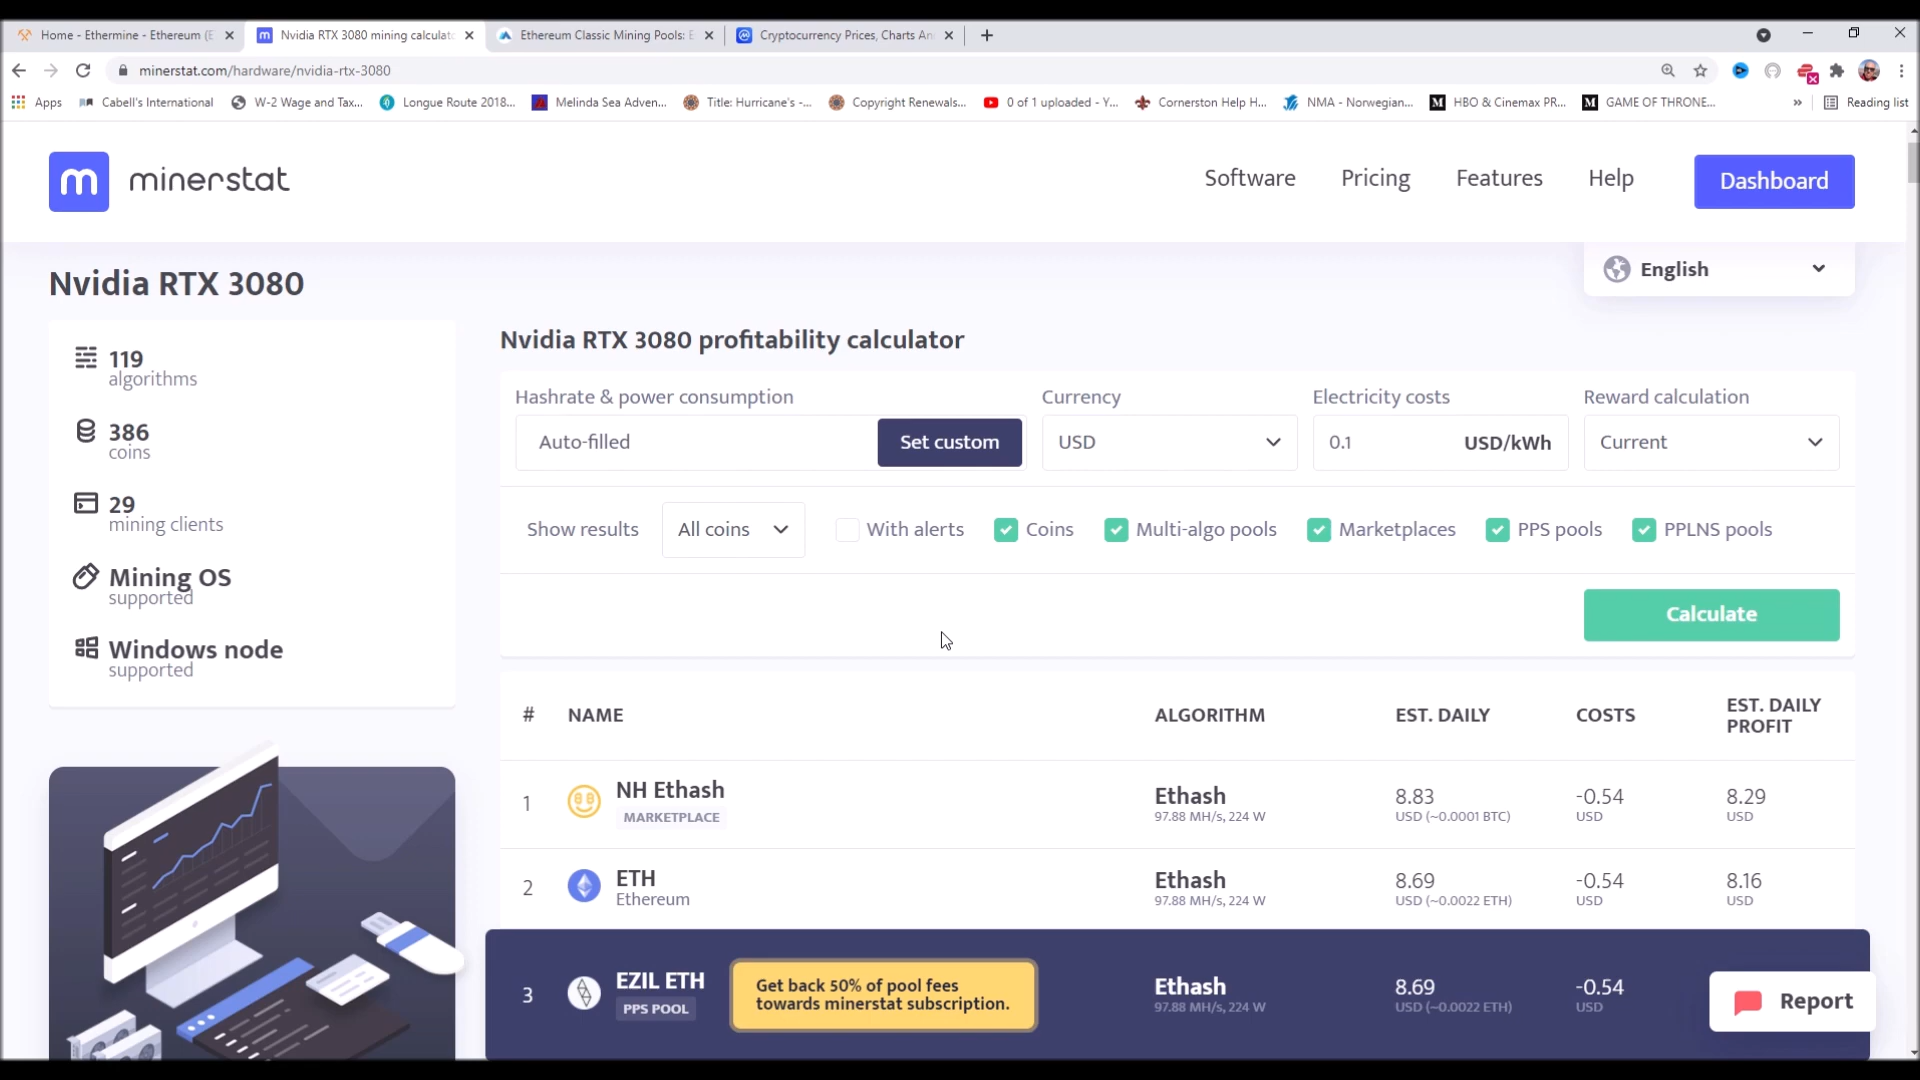 Home - Ethermine - Ethereum (E
Nvidia RTX 3080 mining calculato
Ethereum Classic Mining Pools: E
Cryptocurrency Prices, Charts An
minerstat.com/hardware/nvidia-rtx-3080
Apps
Cabell's International
W-2 Wage and Tax...
Longue Route 2018...
Melinda Sea Adven...
Title: Hurricane's -...
Copyright Renewals...
0 of 1 uploaded - Y...
Cornerston Help H...
NMA - Norwegian...
HBO & Cinemax PR...
GAME OF THRONE...
»
Reading list
m minerstat
Software
Pricing
Features
Help
Dashboard
Nvidia RTX 3080
English
119
algorithms
386
coins
29
mining clients
Mining OS
supported
Windows node
supported
Nvidia RTX 3080 profitability calculator
Hashrate & power consumption
Currency
Electricity costs
Reward calculation
Auto-filled
Set custom
USD
0.1
USD/kWh
Current
Show results
All coins
With alerts
Coins
Multi-algo pools
Marketplaces
PPS pools
PPLNS pools
Calculate
# NAME ALGORITHM EST. DAILY COSTS EST. DAILY
PROFIT
1 NH Ethash Ethash 8.83 -0.54 8.29
MARKETPLACE 97.88 MH/s, 224 W USD (~0.0001 BTC) USD USD
2 ETH Ethash 8.69 -0.54 8.16
Ethereum 97.88 MH/s, 224 W USD (~0.0022 ETH) USD USD
3 EZIL ETH Get back 50% of pool fees Ethash 8.69 -0.54
PPS POOL towards minerstat subscription. 97.88 MH/s, 224 W USD (~0.0022 ETH) USD
Report